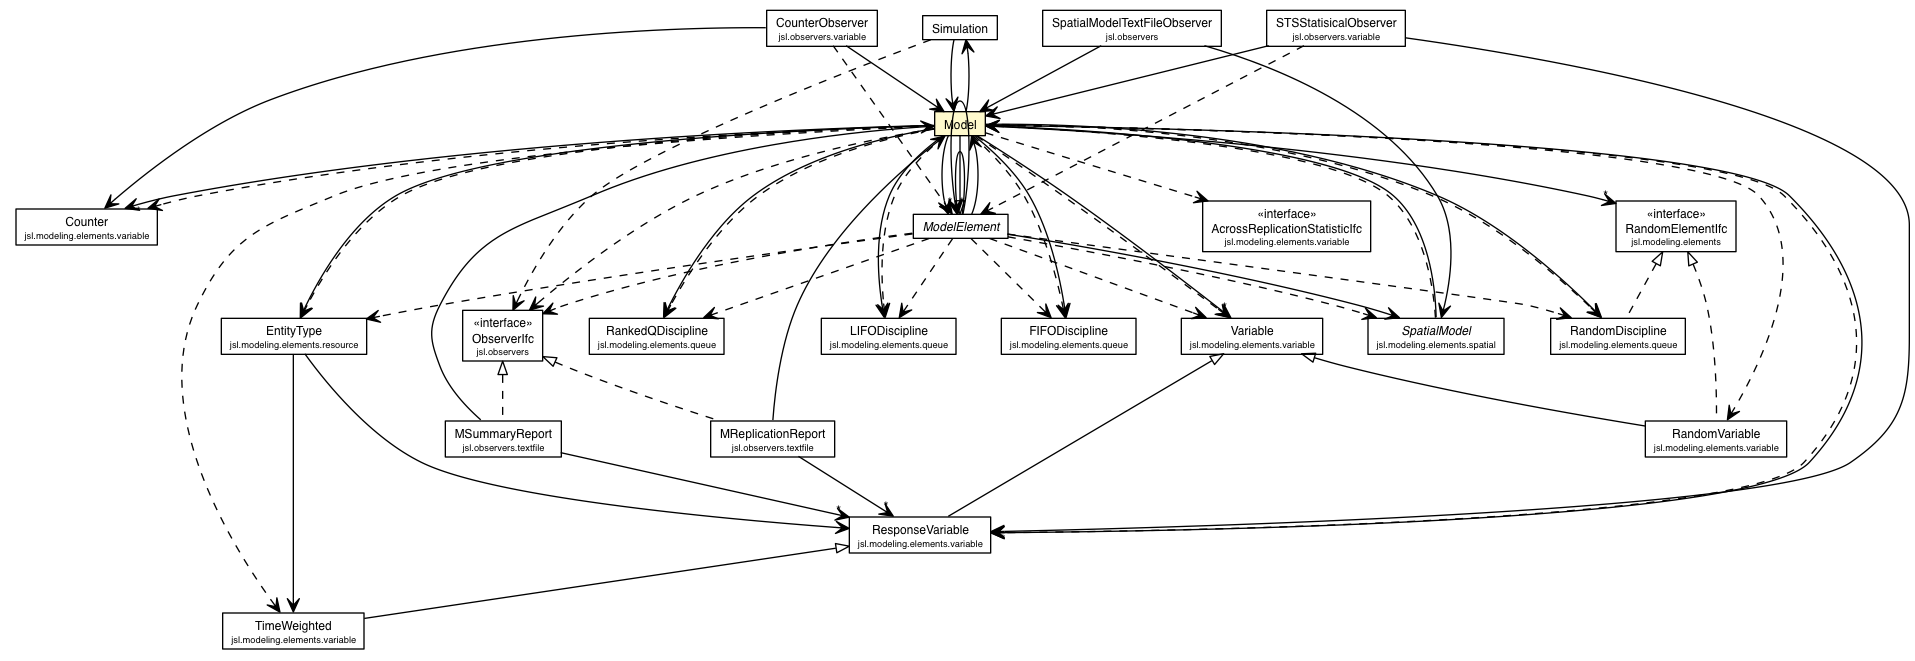 CounterObserver
jsl.observers.variable
Simulation
SpatialModelTextFileObserver
jsl.observers
STSStatisicalObserver
jsl.observers.variable
Model
Counter
jsl.modeling.elements.variable
ModelElement
«interface»
AcrossReplicationStatisticIfc
jsl.modeling.elements.variable
«interface»
RandomElementIfc
jsl.modeling.elements
EntityType
jsl.modeling.elements.resource
«interface»
ObserverIfc
jsl.observers
RankedQDiscipline
jsl.modeling.elements.queue
LIFODiscipline
jsl.modeling.elements.queue
FIFODiscipline
jsl.modeling.elements.queue
Variable
jsl.modeling.elements.variable
SpatialModel
jsl.modeling.elements.spatial
RandomDiscipline
jsl.modeling.elements.queue
MSummaryReport
jsl.observers.textfile
MReplicationReport
jsl.observers.textfile
RandomVariable
jsl.modeling.elements.variable
ResponseVariable
jsl.modeling.elements.variable
TimeWeighted
jsl.modeling.elements.variable